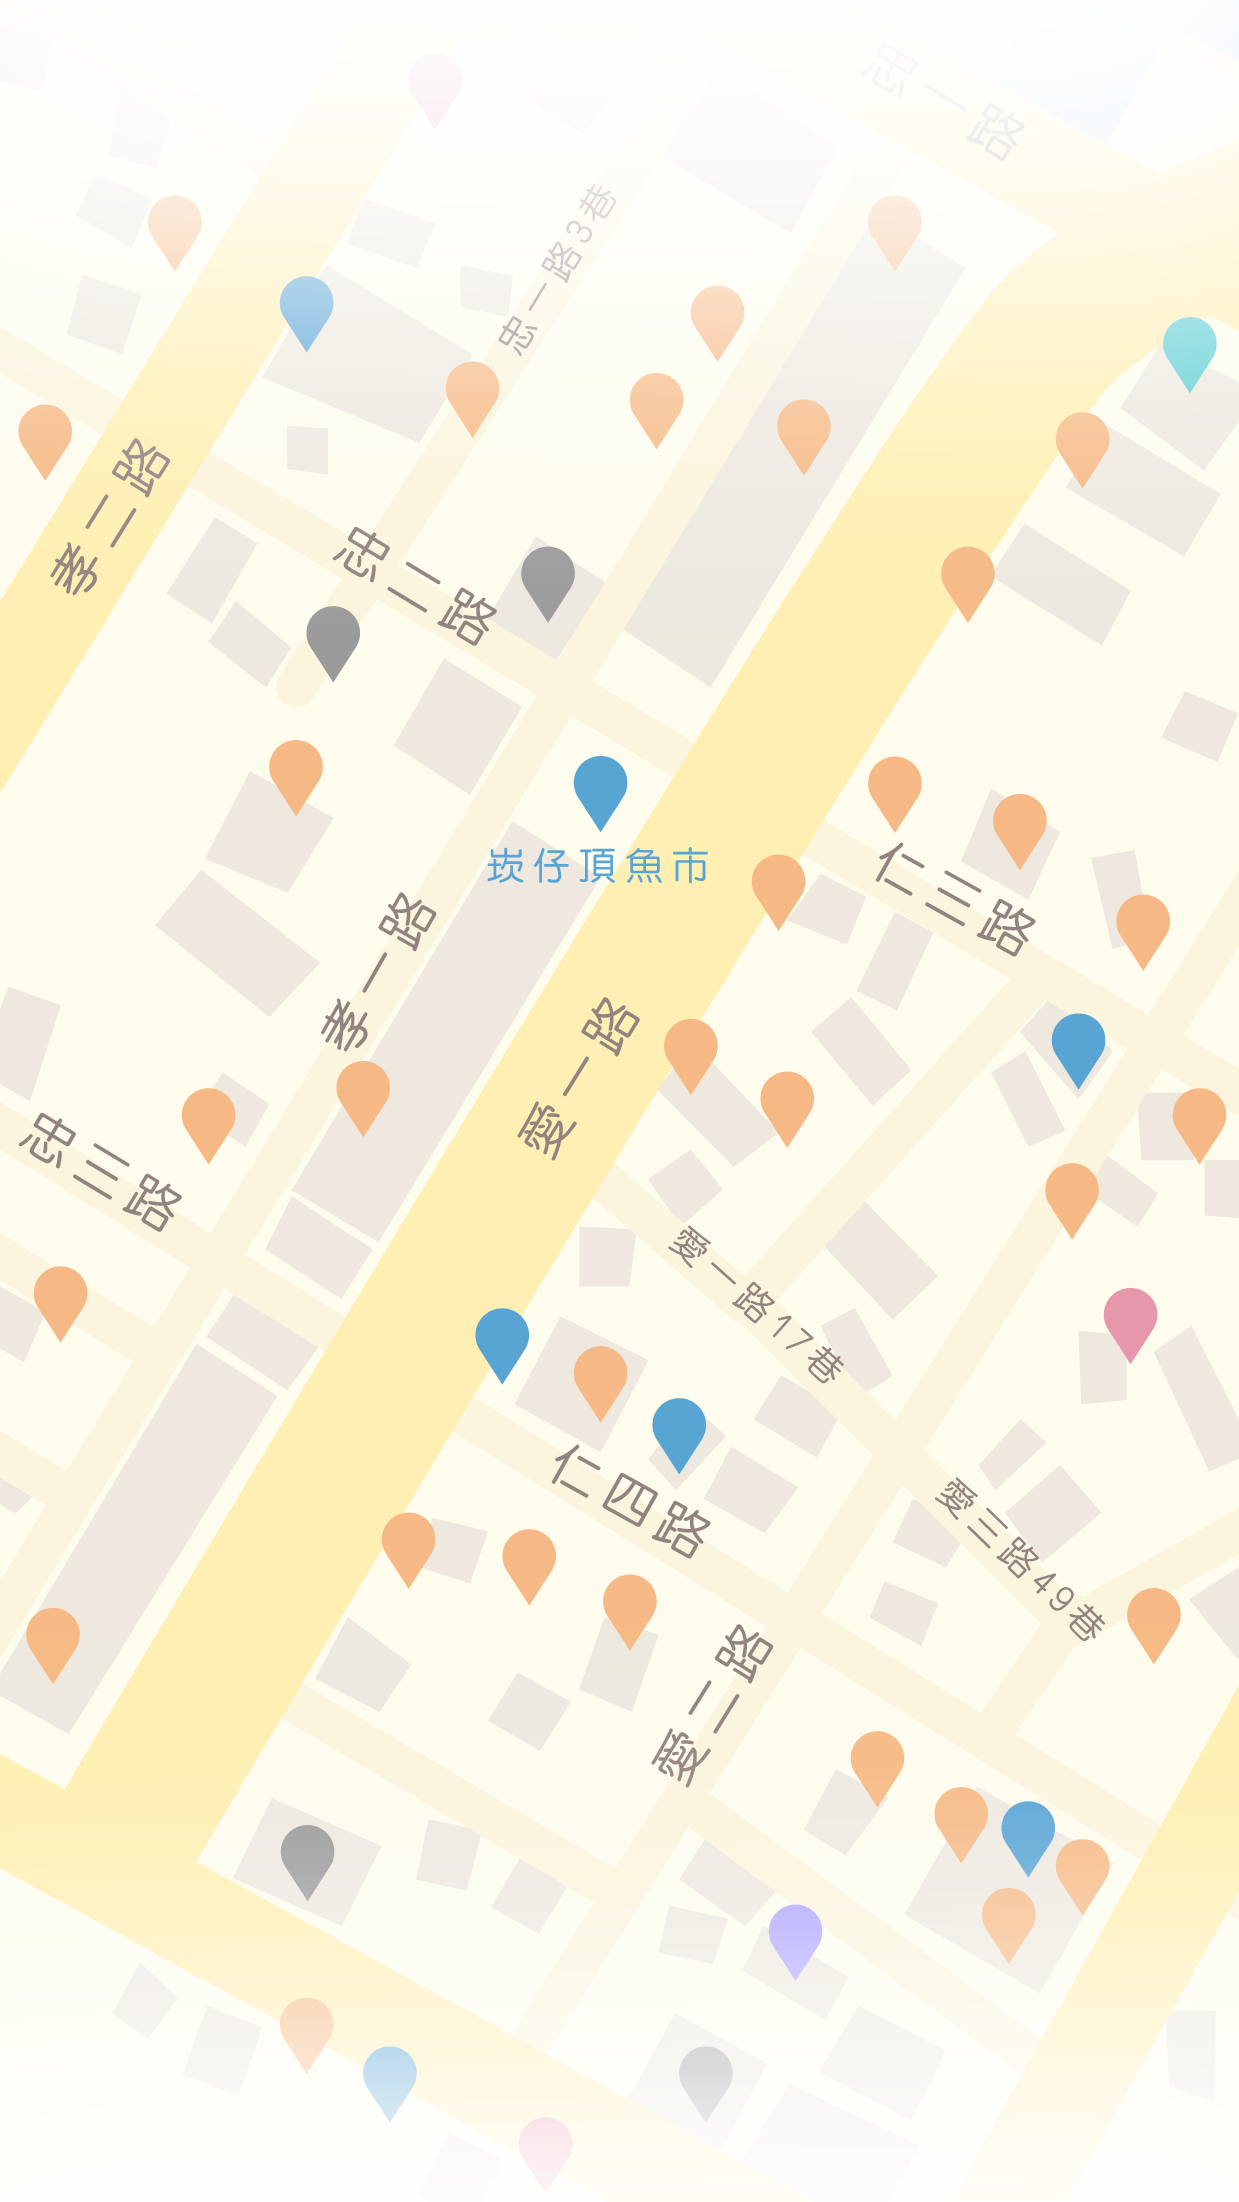 忠一路
忠一路3巷
孝二路
忠二路
崁仔頂魚市
仁三路
孝一路
愛一路
忠三路
愛一路17巷
仁四路
愛三路49巷
愛二路